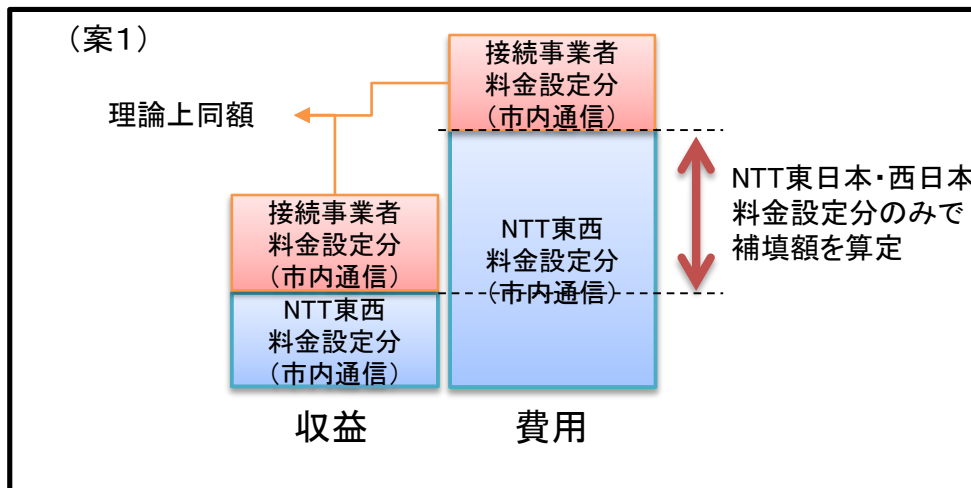 （案１）
理論上同額
接続事業者
料金設定分
（市内通信）
接続事業者
料金設定分
（市内通信）
NTT東西
料金設定分
（市内通信）
NTT東西
料金設定分
（市内通信）
NTT東日本・西日本
料金設定分のみで
補填額を算定
収益
費用